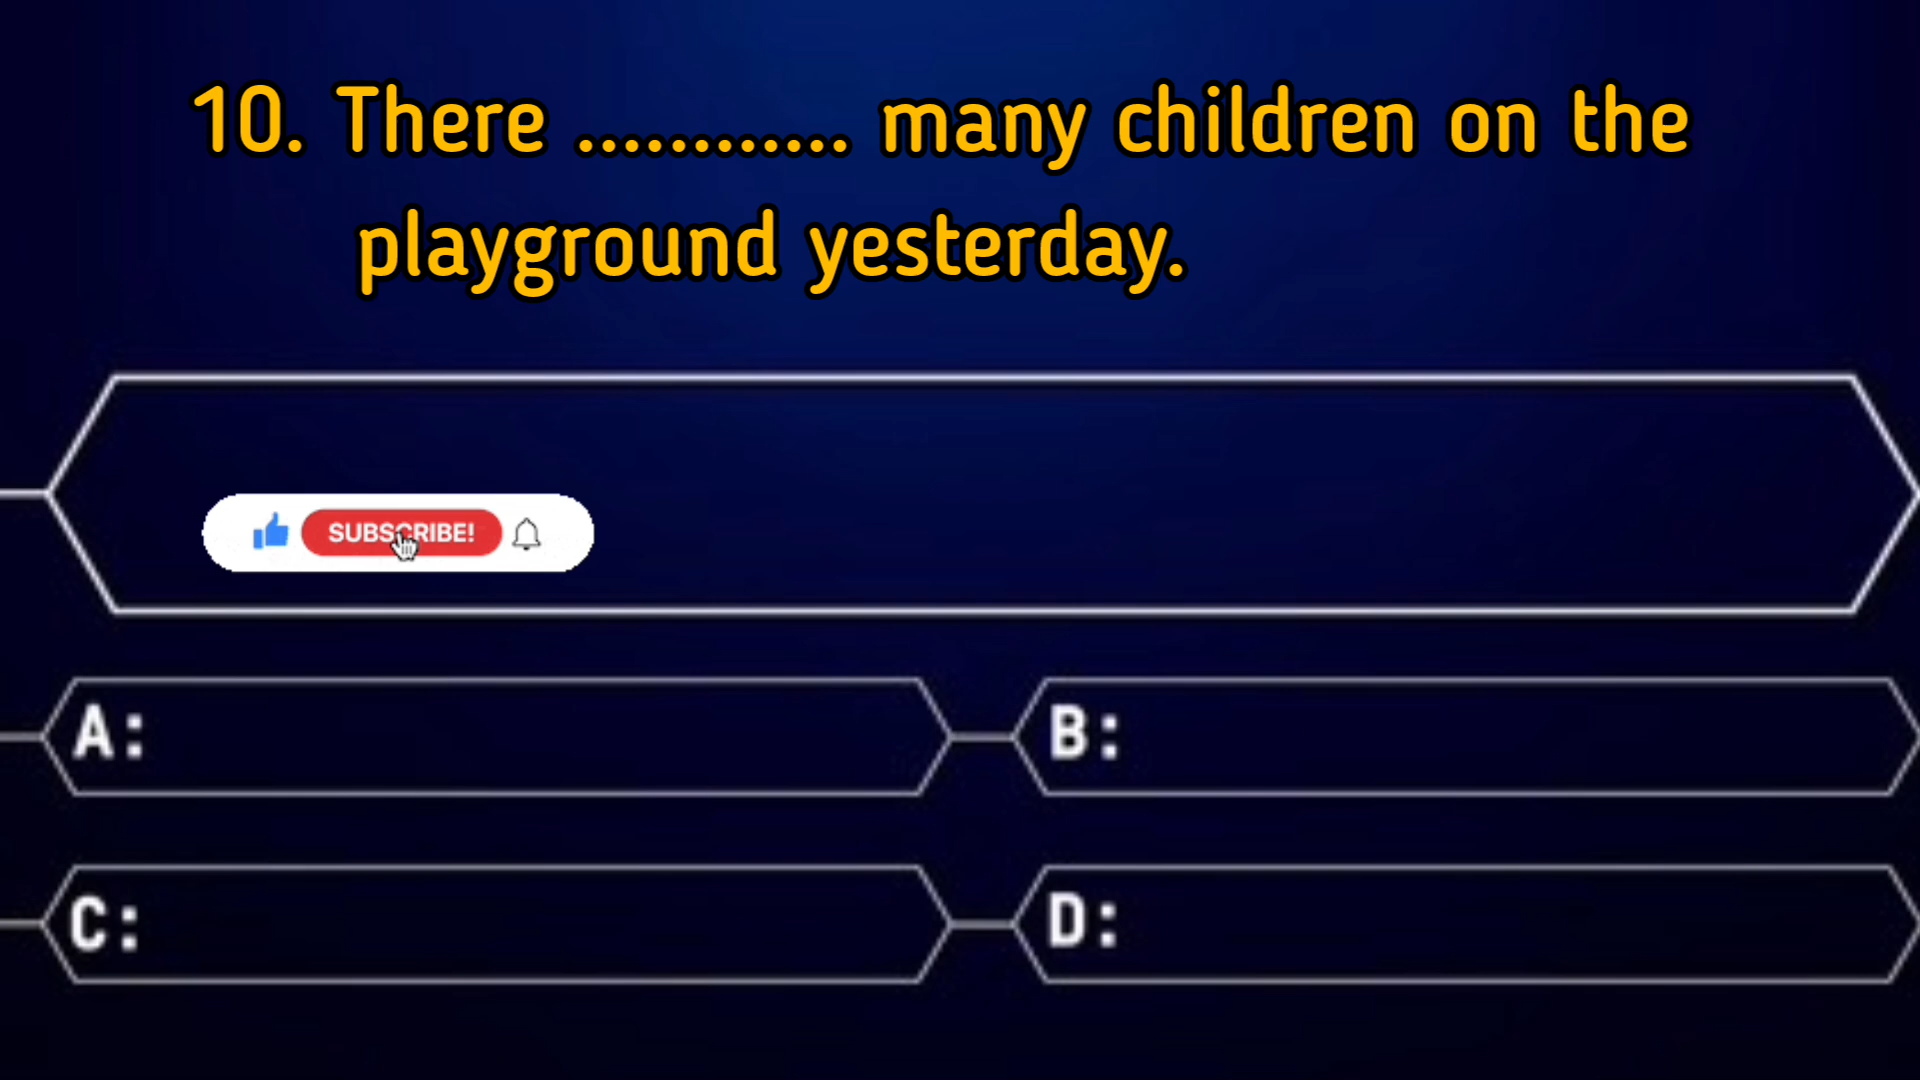 10. There ............ many children on the
playground yesterday.
SUBSCRIBE!
A:
B:
C:
D: